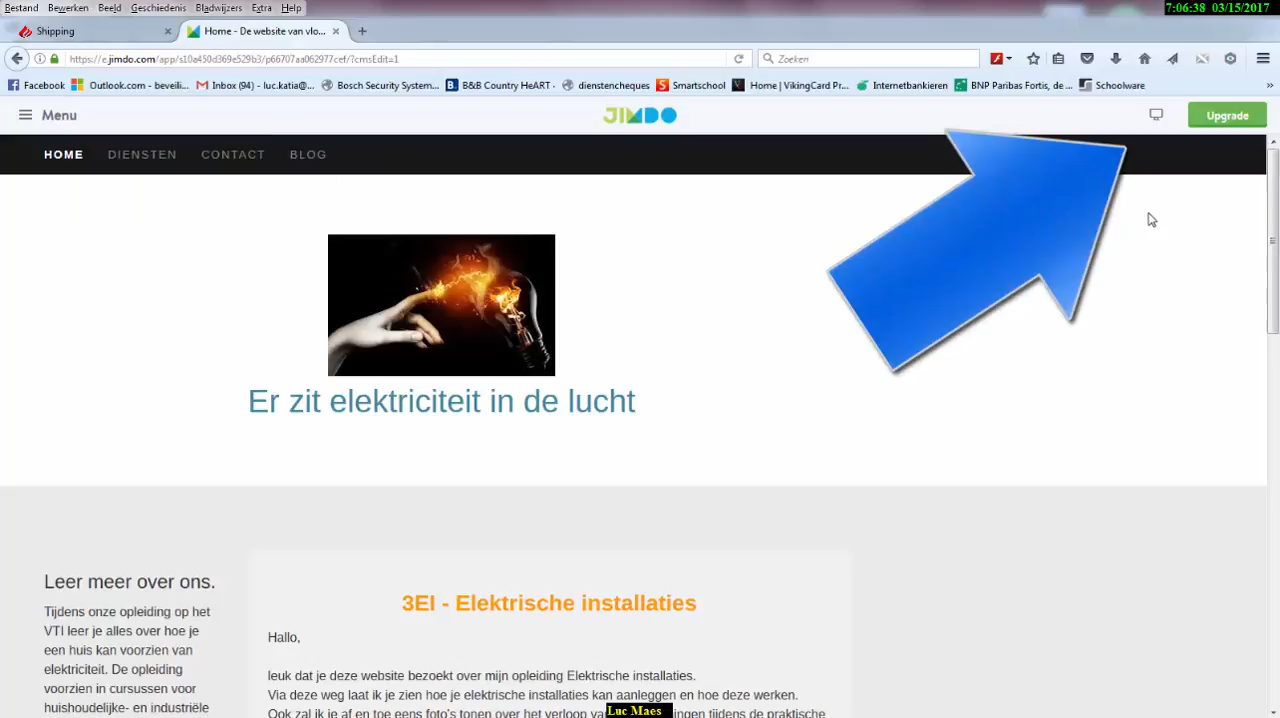 Bestand Bewerken Beeld Geschiedenis Bladwijzers Extra Help
7:06:38 03/15/2017
Shipping
Home - De website van vlo...
https://c.jimdo.com/app/s10a450d369e529b3/p66707aa062977cef/?cmsEdit=1
Zoeken
Facebook Outlook.com - beveili... Inbox (94) - luc.katia@... Bosch Security System... B&B Country HeART - diensten­cheques Smartschool Home | VikingCard Pr... Internetbankieren BNP Paribas Fortis, de ... Schoolware
Menu JIMDO Upgrade
HOME DIENSTEN CONTACT BLOG
Er zit elektriciteit in de lucht
Leer meer over ons.
Tijdens onze opleiding op het
VTI leer je alles over hoe je
een huis kan voorzien van
elektriciteit. De opleiding
voorzien in cursussen voor
huishoudelijke- en industriële
3EI - Elektrische installaties
Hallo,
leuk dat je deze website bezoekt over mijn opleiding Elektrische installaties.
Via deze weg laat ik je zien hoe je elektrische installaties kan aanleggen en hoe deze werken.
Ook zal ik je af en toe eens foto's tonen over het verloop tijdens de praktische
Luc Maes